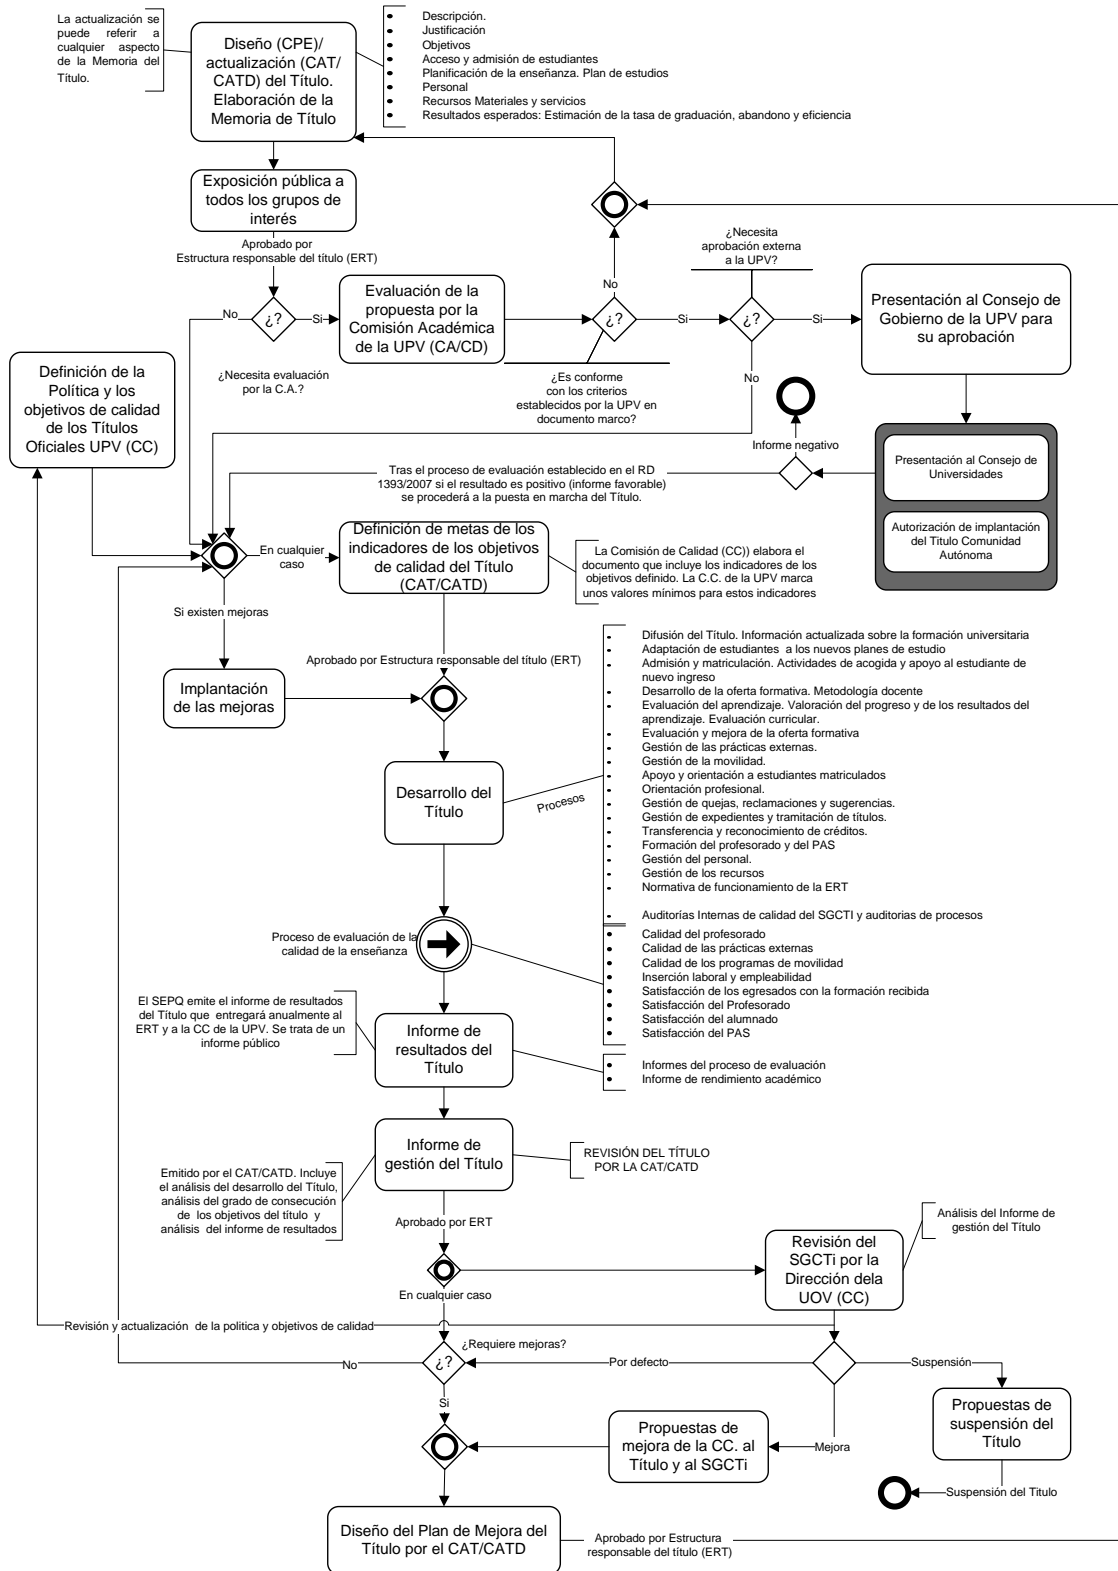 La actualización se
puede referir a
cualquier aspecto
de la Memoria del
Título.
Diseño (CPE)/
actualización (CAT/
CATD) del Título.
Elaboración de la
Memoria de Título
Descripción.
Justificación
Objetivos
Acceso y admisión de estudiantes
Planificación de la enseñanza. Plan de estudios
Personal
Recursos Materiales y servicios
Resultados esperados: Estimación de la tasa de graduación, abandono y eficiencia
Exposición pública a
todos los grupos de
interés
Aprobado por
Estructura responsable del título (ERT)
¿Necesita
aprobación externa
a la UPV?
No
¿?
Si
Evaluación de la
propuesta por la
Comisión Académica
de la UPV (CA/CD)
No
¿?
Si
¿?
Si
Presentación al Consejo de
Gobierno de la UPV para
su aprobación
¿Necesita evaluación
por la C.A.?
¿Es conforme
con los criterios
establecidos por la UPV en
documento marco?
No
Definición de la
Política y los
objetivos de calidad
de los Títulos
Oficiales UPV (CC)
Informe negativo
Presentación al Consejo de
Universidades
Autorización de implantación
del Titulo Comunidad
Autónoma
Tras el proceso de evaluación establecido en el RD
1393/2007 si el resultado es positivo (informe favorable)
se procederá a la puesta en marcha del Título.
En cualquier
caso
Definición de metas de los
indicadores de los objetivos
de calidad del Título
(CAT/CATD)
La Comisión de Calidad (CC)) elabora el
documento que incluye los indicadores de los
objetivos definido. La C.C. de la UPV marca
unos valores mínimos para estos indicadores
Si existen mejoras
Aprobado por Estructura responsable del título (ERT)
Implantación
de las mejoras
Desarrollo del
Título
Procesos
Difusión del Título. Información actualizada sobre la formación universitaria
Adaptación de estudiantes a los nuevos planes de estudio
Admisión y matriculación. Actividades de acogida y apoyo al estudiante de
nuevo ingreso
Desarrollo de la oferta formativa. Metodología docente
Evaluación del aprendizaje. Valoración del progreso y de los resultados del
aprendizaje. Evaluación curricular.
Evaluación y mejora de la oferta formativa
Gestión de las prácticas externas.
Gestión de la movilidad.
Apoyo y orientación a estudiantes matriculados
Orientación profesional.
Gestión de quejas, reclamaciones y sugerencias.
Gestión de expedientes y tramitación de títulos.
Transferencia y reconocimiento de créditos.
Formación del profesorado y del PAS
Gestión del personal.
Gestión de los recursos
Normativa de funcionamiento de la ERT
Auditorías Internas de calidad del SGCTI y auditorias de procesos
Proceso de evaluación de la
calidad de la enseñanza
Calidad del profesorado
Calidad de las prácticas externas
Calidad de los programas de movilidad
Inserción laboral y empleabilidad
Satisfacción de los egresados con la formación recibida
Satisfacción del Profesorado
Satisfacción del alumnado
Satisfacción del PAS
El SEPQ emite el informe de resultados
del Título que entregará anualmente al
ERT y a la CC de la UPV. Se trata de un
informe público
Informe de
resultados del
Título
Informes del proceso de evaluación
Informe de rendimiento académico
Informe de
gestión del Título
REVISIÓN DEL TÍTULO
POR LA CAT/CATD
Emitido por el CAT/CATD. Incluye
el análisis del desarrollo del Título,
análisis del grado de consecución
de los objetivos del título y
análisis del informe de resultados
Aprobado por ERT
Revisión del
SGCTi por la
Dirección dela
UOV (CC)
Análisis del Informe de
gestión del Título
En cualquier caso
Revisión y actualización de la politica y objetivos de calidad
¿Requiere mejoras?
No
¿?
Por defecto
Suspensión
Si
Propuestas de
mejora de la CC. al
Título y al SGCTi
Mejora
Propuestas de
suspensión del
Título
Suspensión del Titulo
Diseño del Plan de Mejora del
Título por el CAT/CATD
Aprobado por Estructura
responsable del título (ERT)